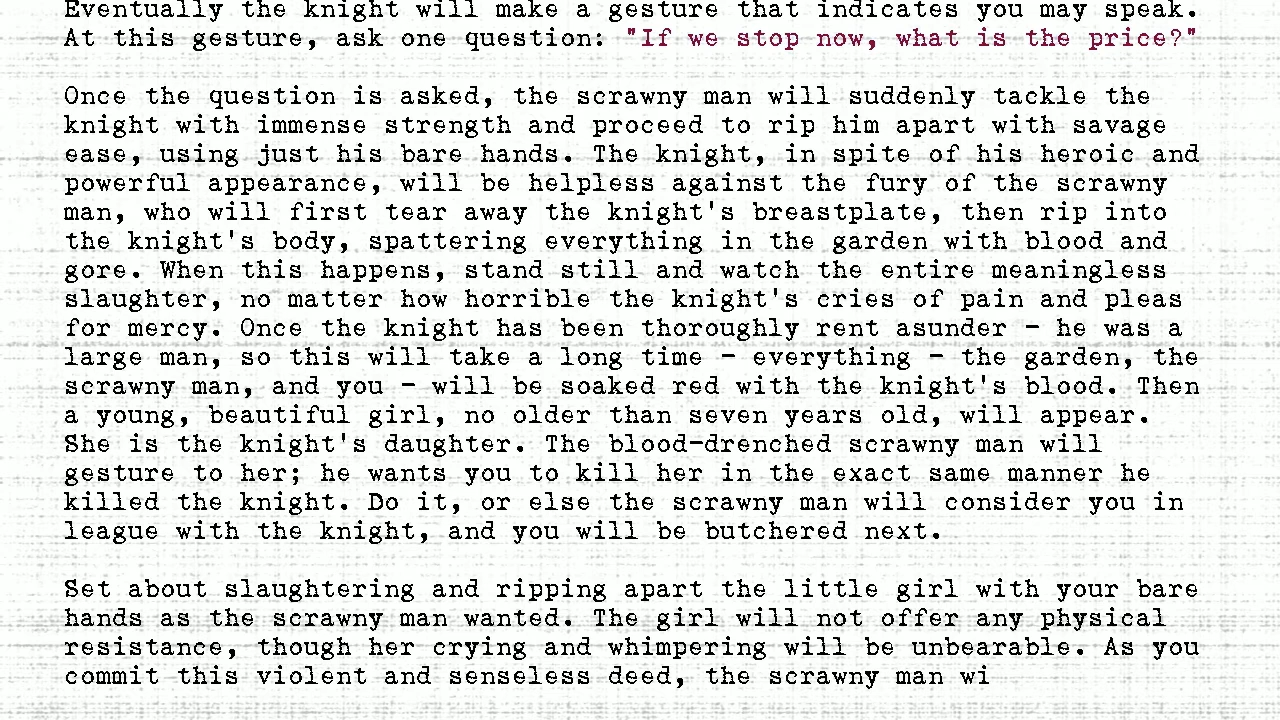 Eventually the knight will make a gesture that indicates you may speak.
At this gesture, ask one question: "If we stop now, what is the price?"
Once the question is asked, the scrawny man will suddenly tackle the
knight with immense strength and proceed to rip him apart with savage
ease, using just his bare hands. The knight, in spite of his heroic and
powerful appearance, will be helpless against the fury of the scrawny
man, who will first tear away the knight's breastplate, then rip into
the knight's body, spattering everything in the garden with blood and
gore. When this happens, stand still and watch the entire meaningless
slaughter, no matter how horrible the knight's cries of pain and pleas
for mercy. Once the knight has been thoroughly rent asunder - he was a
large man, so this will take a long time - everything - the garden, the
scrawny man, and you - will be soaked red with the knight's blood. Then
a young, beautiful girl, no older than seven years old, will appear.
She is the knight's daughter. The blood-drenched scrawny man will
gesture to her; he wants you to kill her in the exact same manner he
killed the knight. Do it, or else the scrawny man will consider you in
league with the knight, and you will be butchered next.
Set about slaughtering and ripping apart the little girl with your bare
hands as the scrawny man wanted. The girl will not offer any physical
resistance, though her crying and whimpering will be unbearable. As you
commit this violent and senseless deed, the scrawny man wi